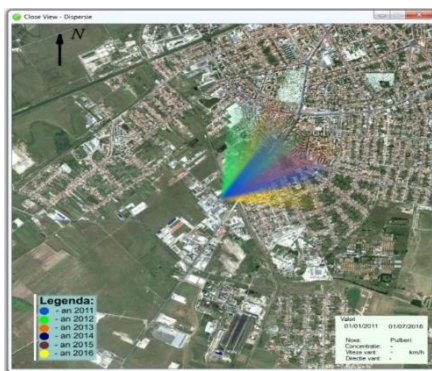 Close View - Dispersie
N
Legenda:
- an 2011
- an 2012
- an 2013
- an 2014
- an 2015
- an 2016
Valori
01/01/2011 01/07/2016
Noxa: Pulberi
Concentratie: -
Viteza vant: - km/h
Directie vant: -